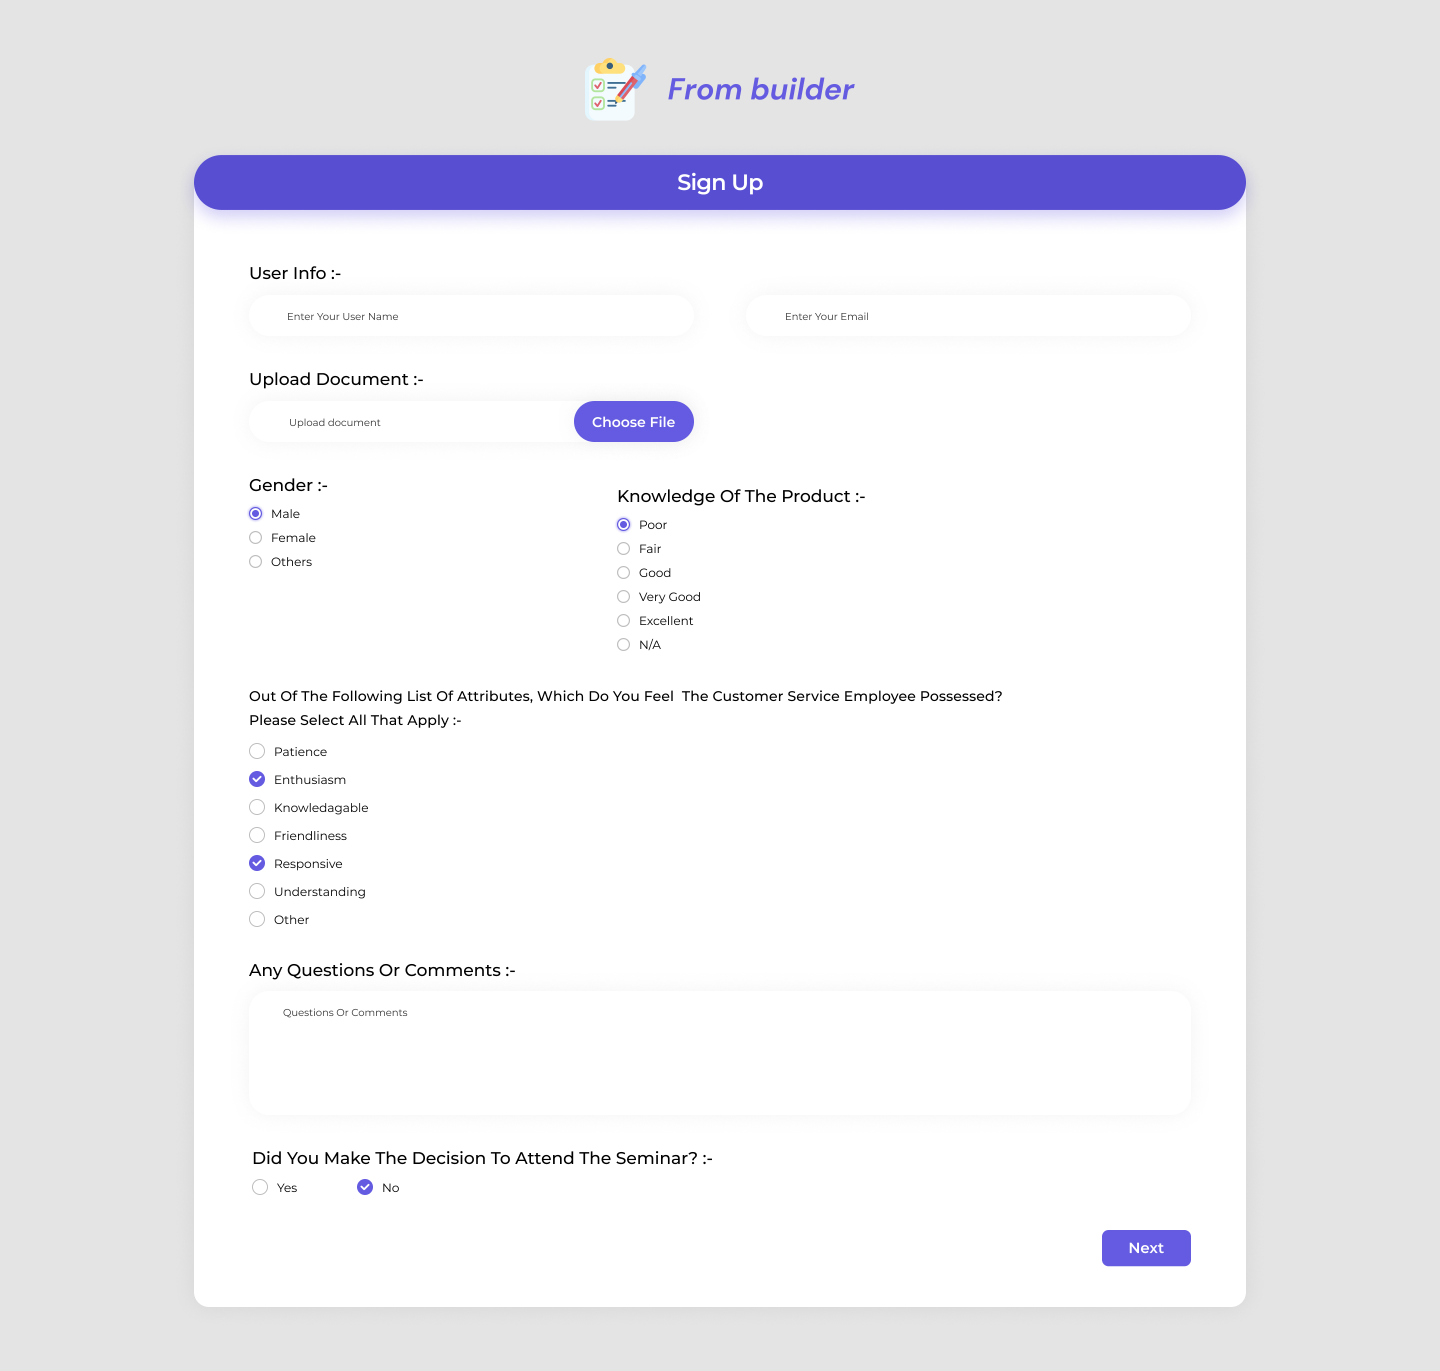 From builder
Sign Up
User Info :-
Enter Your User Name
Enter Your Email
Upload Document :-
Upload document
Choose File
Gender :-
Male
Female
Others
Knowledge Of The Product :-
Poor
Fair
Good
Very Good
Excellent
N/A
Out Of The Following List Of Attributes, Which Do You Feel  The Customer Service Employee Possessed?
Please Select All That Apply :-
Patience
Enthusiasm
Knowledagable
Friendliness
Responsive
Understanding
Other
Any Questions Or Comments :-
Questions Or Comments
Did You Make The Decision To Attend The Seminar? :-
Yes
No
Next